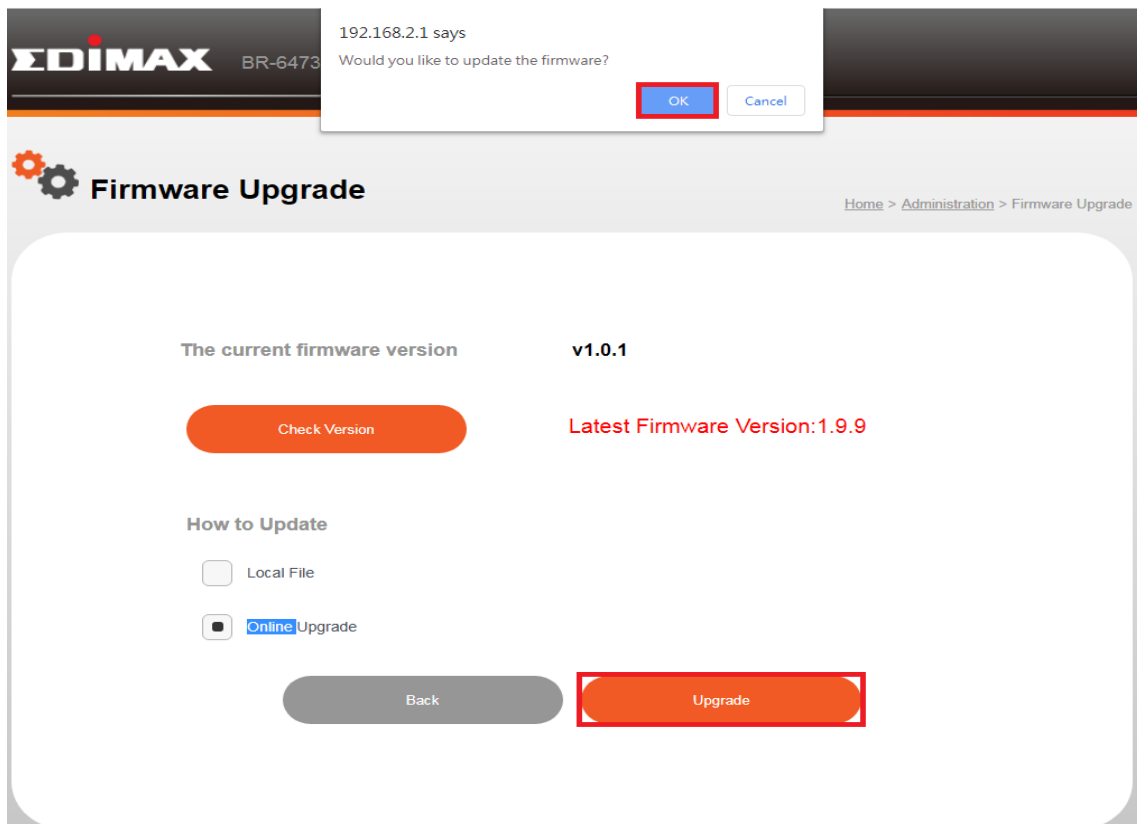 192.168.2.1 says
Would you like to update the firmware?
OK
Cancel
EDIMAX
BR-6473
Firmware Upgrade
Home > Administration > Firmware Upgrade
The current firmware version
v1.0.1
Check Version
Latest Firmware Version:1.9.9
How to Update
Local File
Online Upgrade
Back
Upgrade